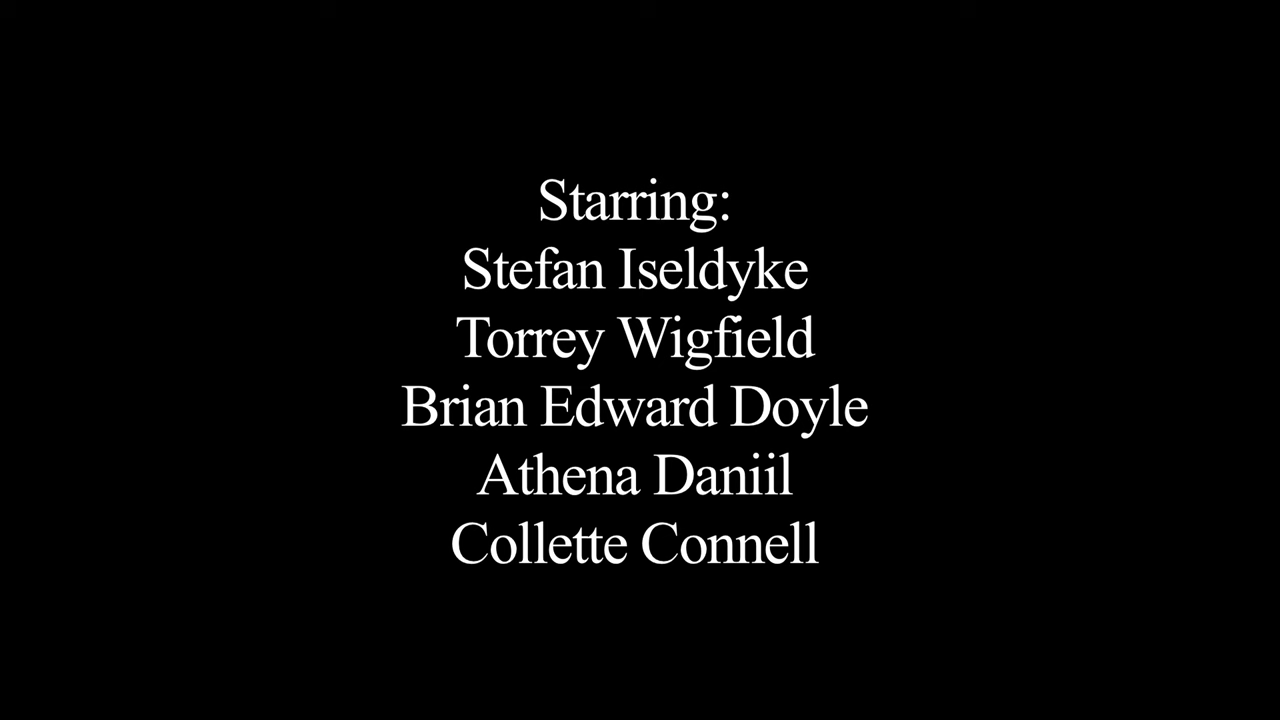 Starring:
Stefan Iseldyke
Torrey Wigfield
Brian Edward Doyle
Athena Daniil
Collette Connell